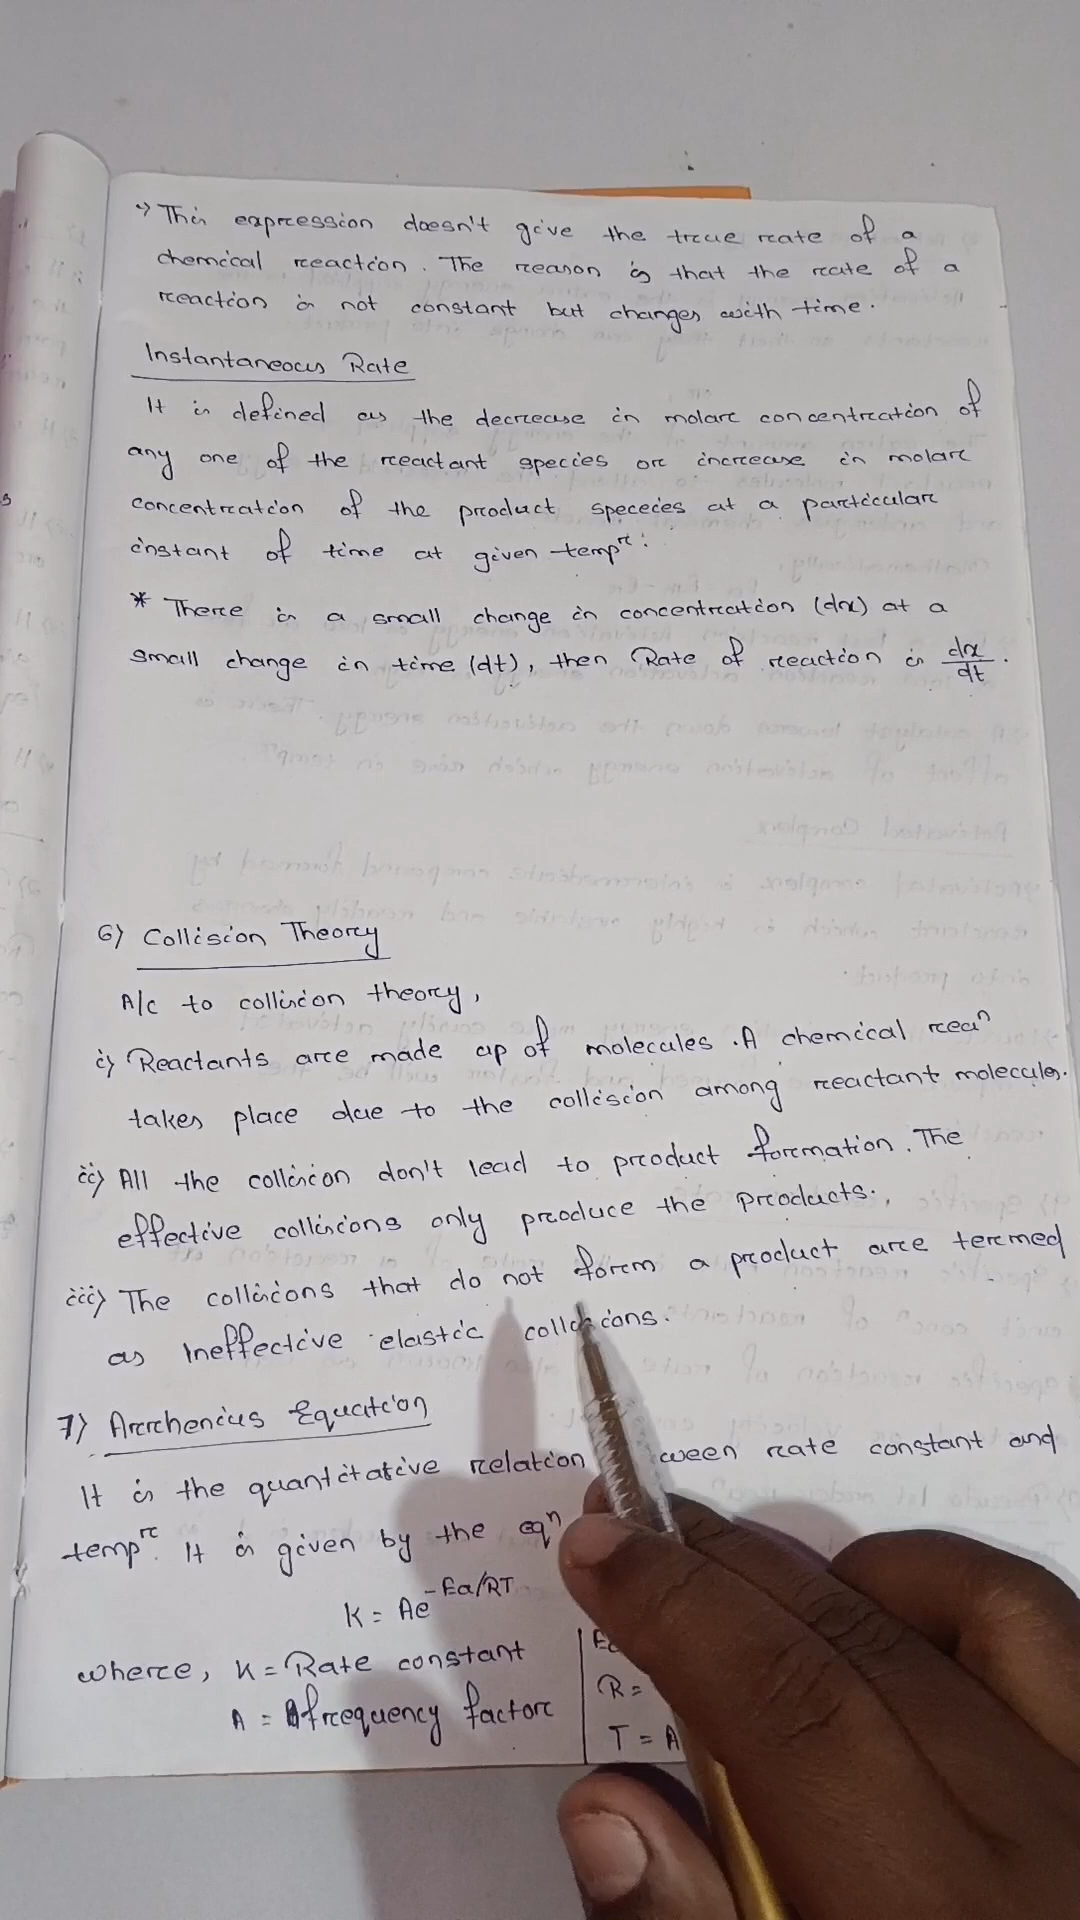 This expression doesn't give the true rate of a
chemical reaction. The reason is that the rate of a
reaction is not constant but changes with time.
Instantaneous Rate
It is defined as the decrease in molar concentration of
any one of the reactant species or increase in molar
concentration of the product species at a particular
instant of time at given temp^r.
* There is a small change in concentration (dx) at a
small change in time (dt), then Rate of reaction is dx/dt.
6) Collision Theory
A/c to collision theory,
i) Reactants are made up of molecules. A chemical rea^n
takes place due to the collision among reactant molecules.
ii) All the collision don't lead to product formation. The
effective collisions only produce the products.
iii) The collisions that do not form a product are termed
as ineffective elastic collisions.
7) Arrhenius Equation
It is the quantitative relation ween rate constant and
temp^r. It is given by the eq^n
K = Ae^-Ea/RT
where, K = Rate constant
A = frequency factor
R =
T = A